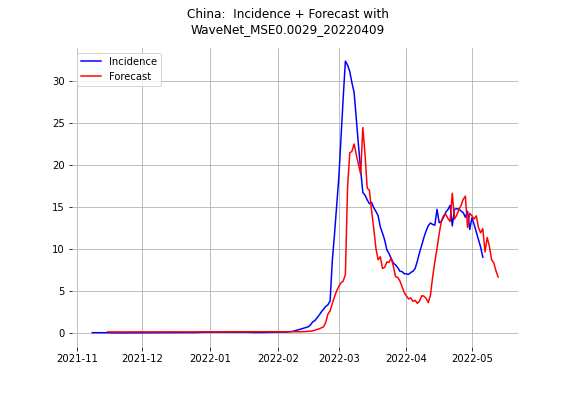 China:  Incidence + Forecast with
WaveNet_MSE0.0029_20220409
Incidence
Forecast
30
25
20
15
10
5
0
2021-11 2021-12 2022-01 2022-02 2022-03 2022-04 2022-05